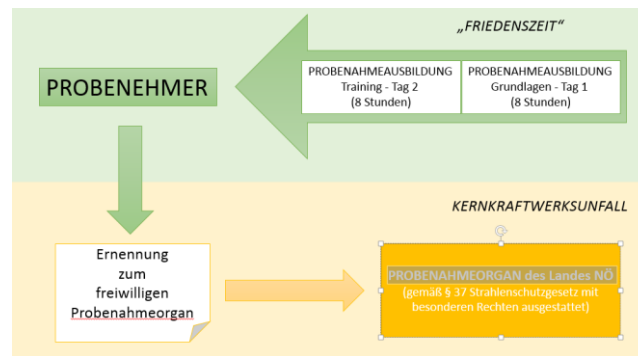 „FRIEDENSZEIT“
PROBENEHMER
PROBENAHMEAUSBILDUNG
Training - Tag 2
(8 Stunden)
PROBENAHMEAUSBILDUNG
Grundlagen - Tag 1
(8 Stunden)
KERNKRAFTWERKSUNFALL
Ernennung
zum
freiwilligen
Probenahmeorgan
PROBENAHMEORGAN des Landes NÖ
(gemäß § 37 Strahlenschutzgesetz mit
besonderen Rechten ausgestattet)